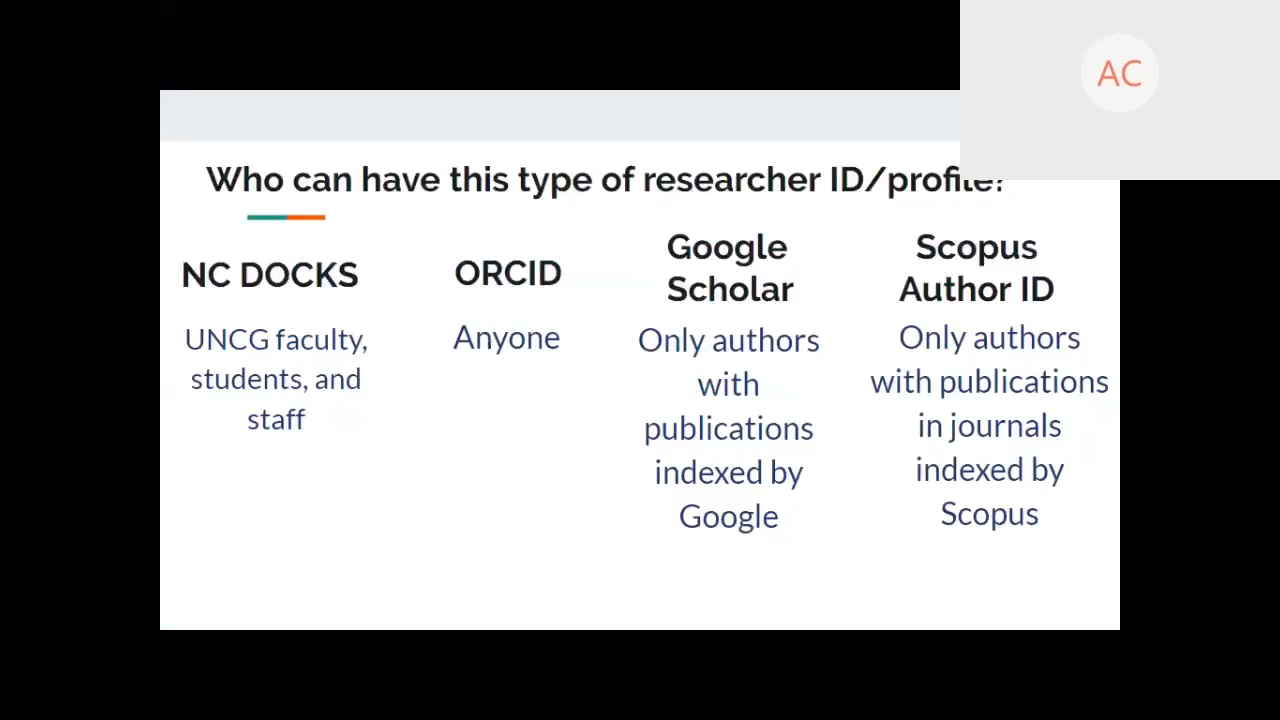 AC
Who can have this type of researcher ID/profile?
NC DOCKS
UNCG faculty,
students, and
staff
ORCID
Anyone
Google
Scholar
Only authors
with
publications
indexed by
Google
Scopus
Author ID
Only authors
with publications
in journals
indexed by
Scopus